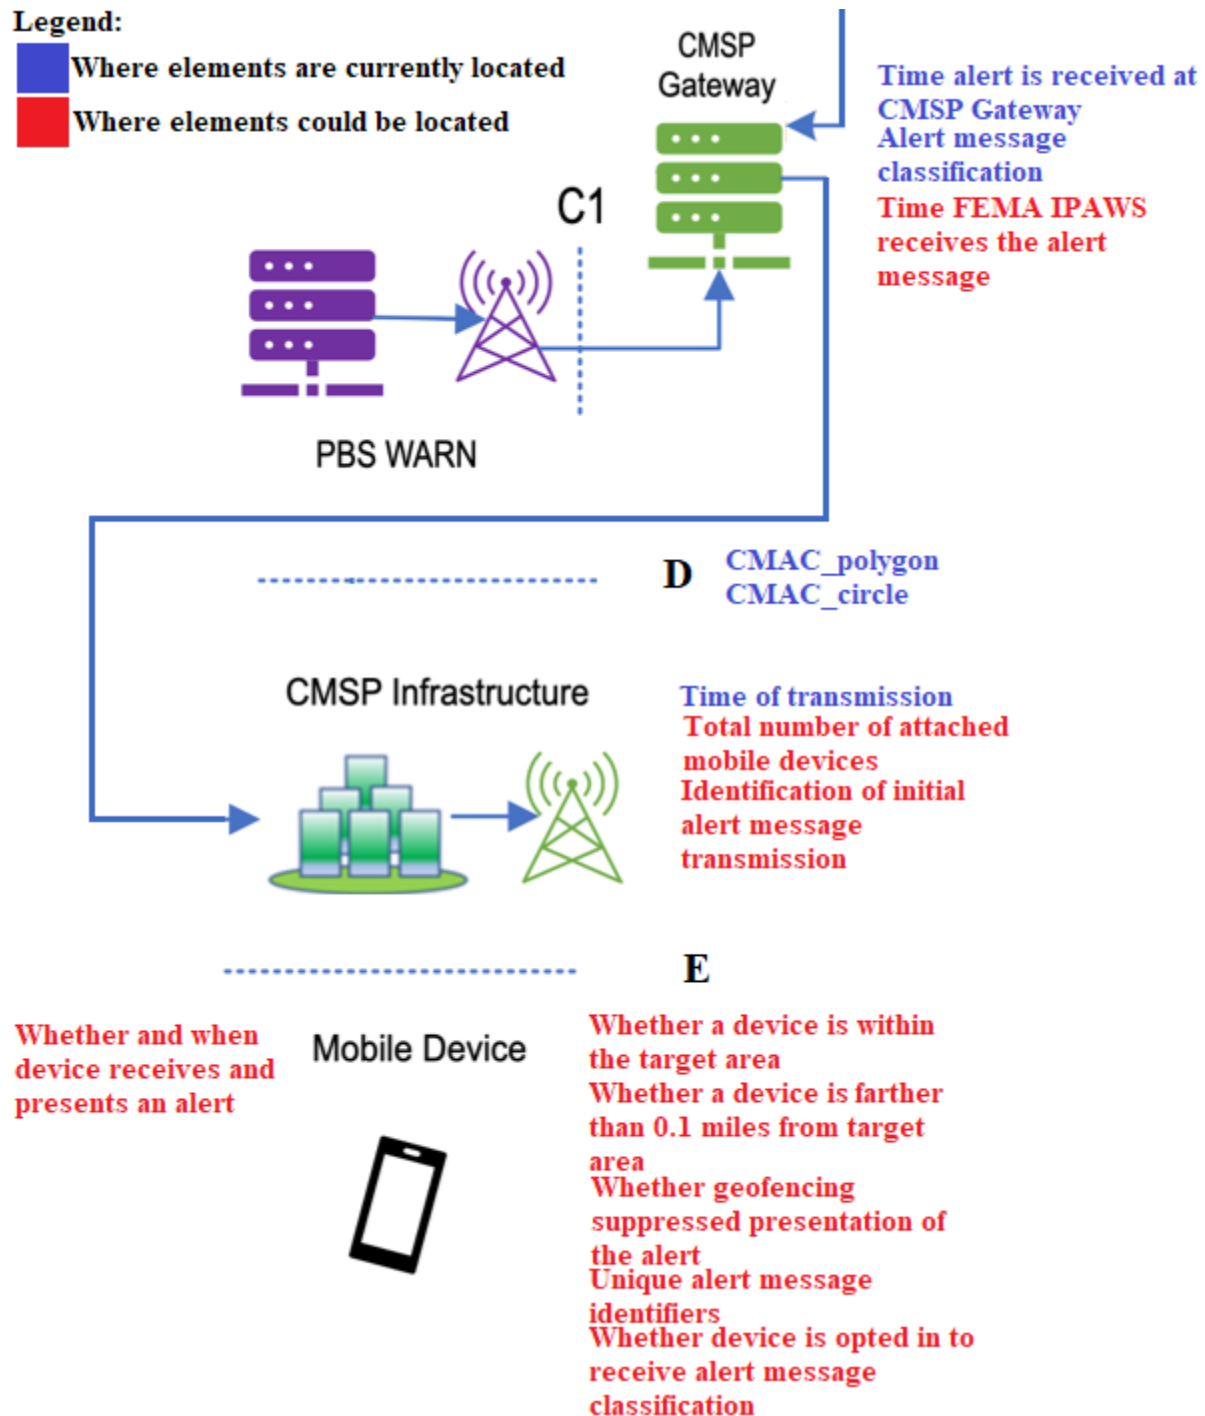 Legend:
Where elements are currently located
Where elements could be located
CMSP
Gateway
Time alert is received at
CMSP Gateway
Alert message
classification
Time FEMA IPAWS
receives the alert
message
C1
PBS WARN
D
CMAC_polygon
CMAC_circle
CMSP Infrastructure
Time of transmission
Total number of attached
mobile devices
Identification of initial
alert message
transmission
E
Whether and when
device receives and
presents an alert
Mobile Device
Whether a device is within
the target area
Whether a device is farther
than 0.1 miles from target
area
Whether geofencing
suppressed presentation of
the alert
Unique alert message
identifiers
Whether device is opted in to
receive alert message
classification